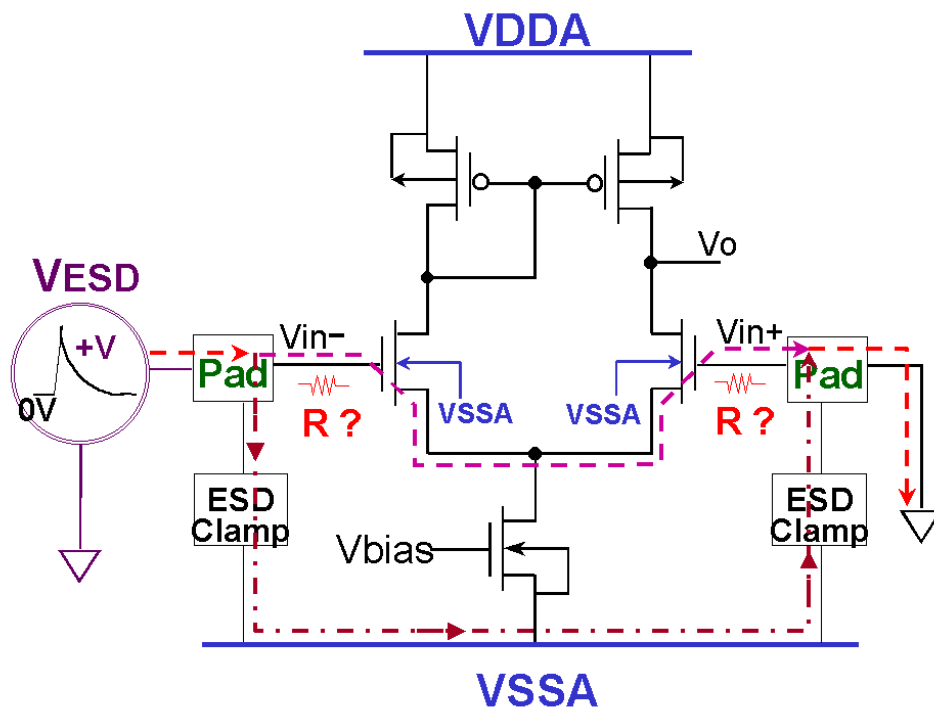 VDDA
Vo
VESD
+V
0V
Pad
Vin−
VSSA
VSSA
Vin+
Pad
R ?
R ?
ESD
Clamp
ESD
Clamp
Vbias
VSSA